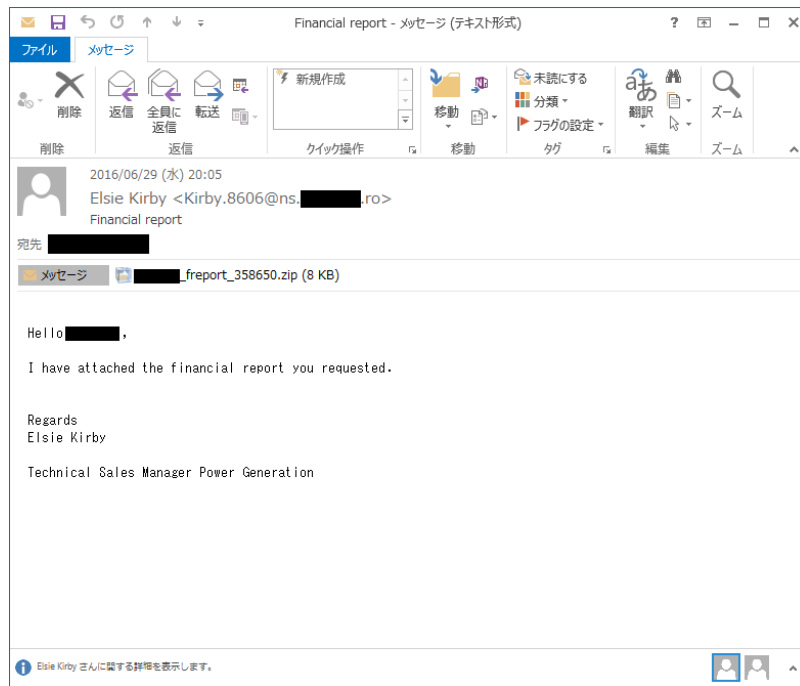 Financial report - メッセージ (テキスト形式)
ファイル メッセージ
削除 返信 全員に返信 転送 新規作成 移動 未読にする 分類 フラグの設定 翻訳 ズーム
削除 返信 クイック操作 移動 タグ 編集 ズーム
2016/06/29 (水) 20:05
Elsie Kirby <Kirby.8606@ns. .ro>
Financial report
宛先
メッセージ _freport_358650.zip (8 KB)
Hello ,
I have attached the financial report you requested.
Regards
Elsie Kirby
Technical Sales Manager Power Generation
Elsie Kirby さんに関する詳細を表示します。